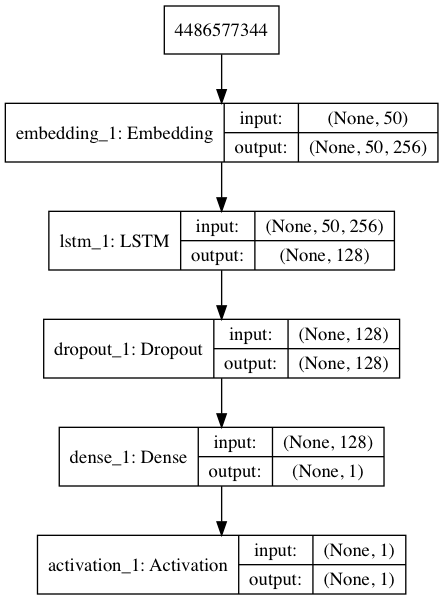 4486577344
embedding_1: Embedding
input: (None, 50)
output: (None, 50, 256)
lstm_1: LSTM
input: (None, 50, 256)
output: (None, 128)
dropout_1: Dropout
input: (None, 128)
output: (None, 128)
dense_1: Dense
input: (None, 128)
output: (None, 1)
activation_1: Activation
input: (None, 1)
output: (None, 1)